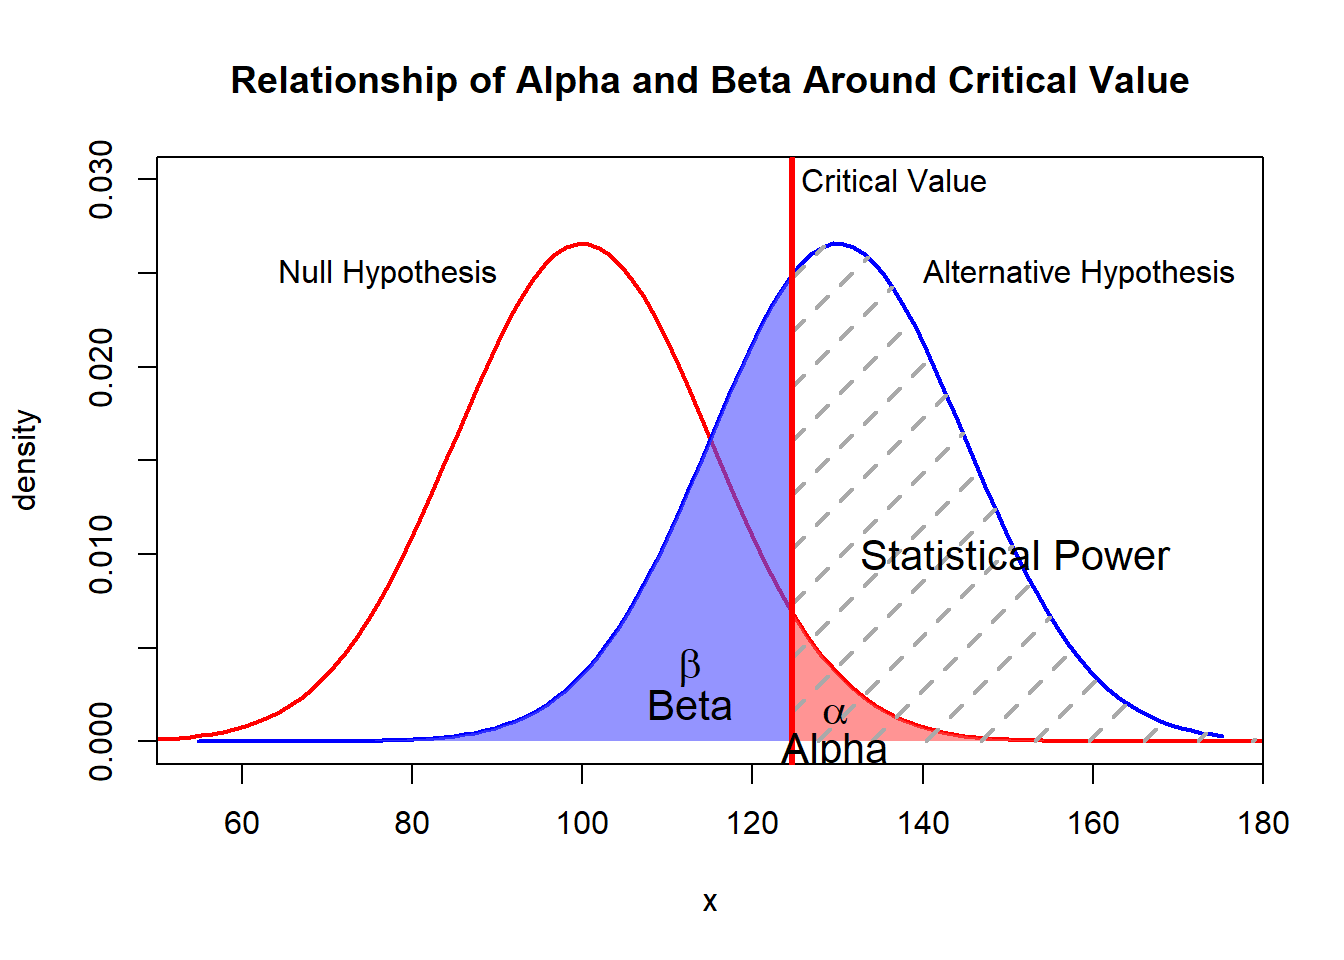 Relationship of Alpha and Beta Around Critical Value
0.030
Critical Value
Null Hypothesis
Alternative Hypothesis
0.020
density
Statistical Power
0.010
β
Beta
α
Alpha
0.000
60 80 100 120 140 160 180
x